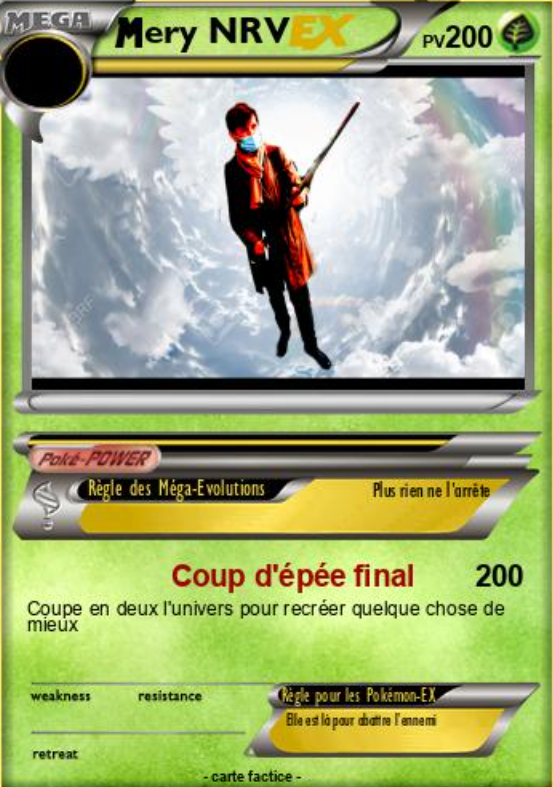 MEGA Mery NRV EX PV200
Poké-POWER
Règle des Méga-Evolutions Plus rien ne l'arrête
Coup d'épée final 200
Coupe en deux l'univers pour recréer quelque chose de
mieux
weakness resistance Règle pour les Pokémon-EX
Elle est là pour abattre l'ennemi
retreat
- carte factice -